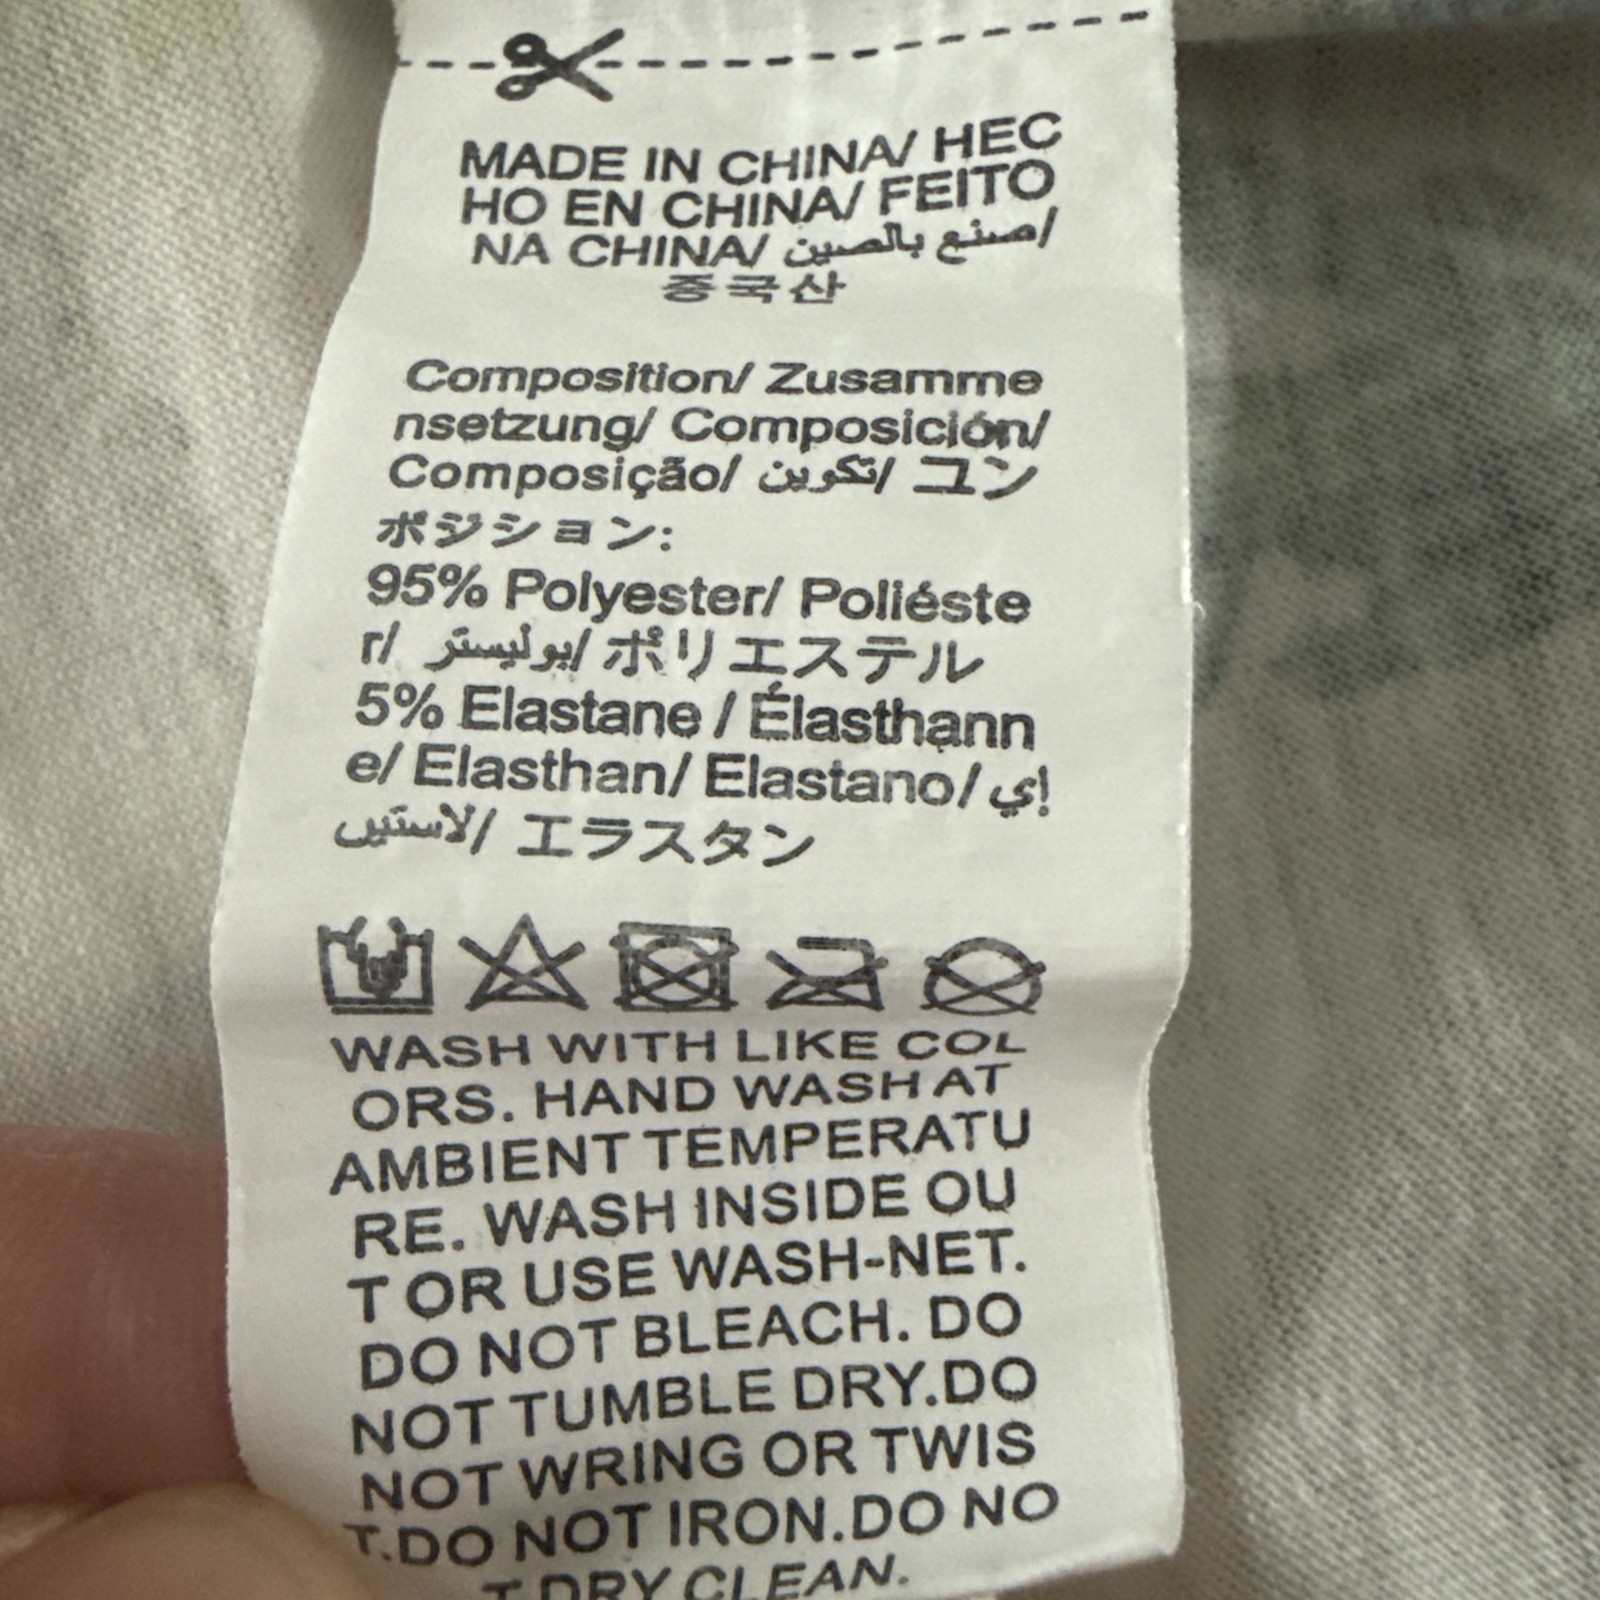 MADE IN CHINA/ HEC
HO EN CHINA/ FEITO
NA CHINA/ صنع بالصين/
중국산
Composition/ Zusamme
nsetzung/ Composición/
Composição/ تكوين/ コン
ポジション:
95% Polyester/ Poliéste
r/ بوليستر/ ポリエステル
5% Elastane / Élasthann
e/ Elasthan/ Elastano/ إي
لاستين/ エラスタン
WASH WITH LIKE COL
ORS. HAND WASH AT
AMBIENT TEMPERATU
RE. WASH INSIDE OU
T OR USE WASH-NET.
DO NOT BLEACH. DO
NOT TUMBLE DRY.DO
NOT WRING OR TWIS
T.DO NOT IRON.DO NO
T DRY CLEAN.